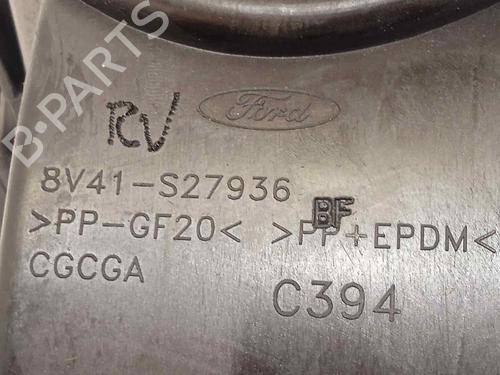 B-PARTS
RV
Ford
8V41-S27936
BF
>PP-GF20< >PP+EPDM<
CGCGA
C394